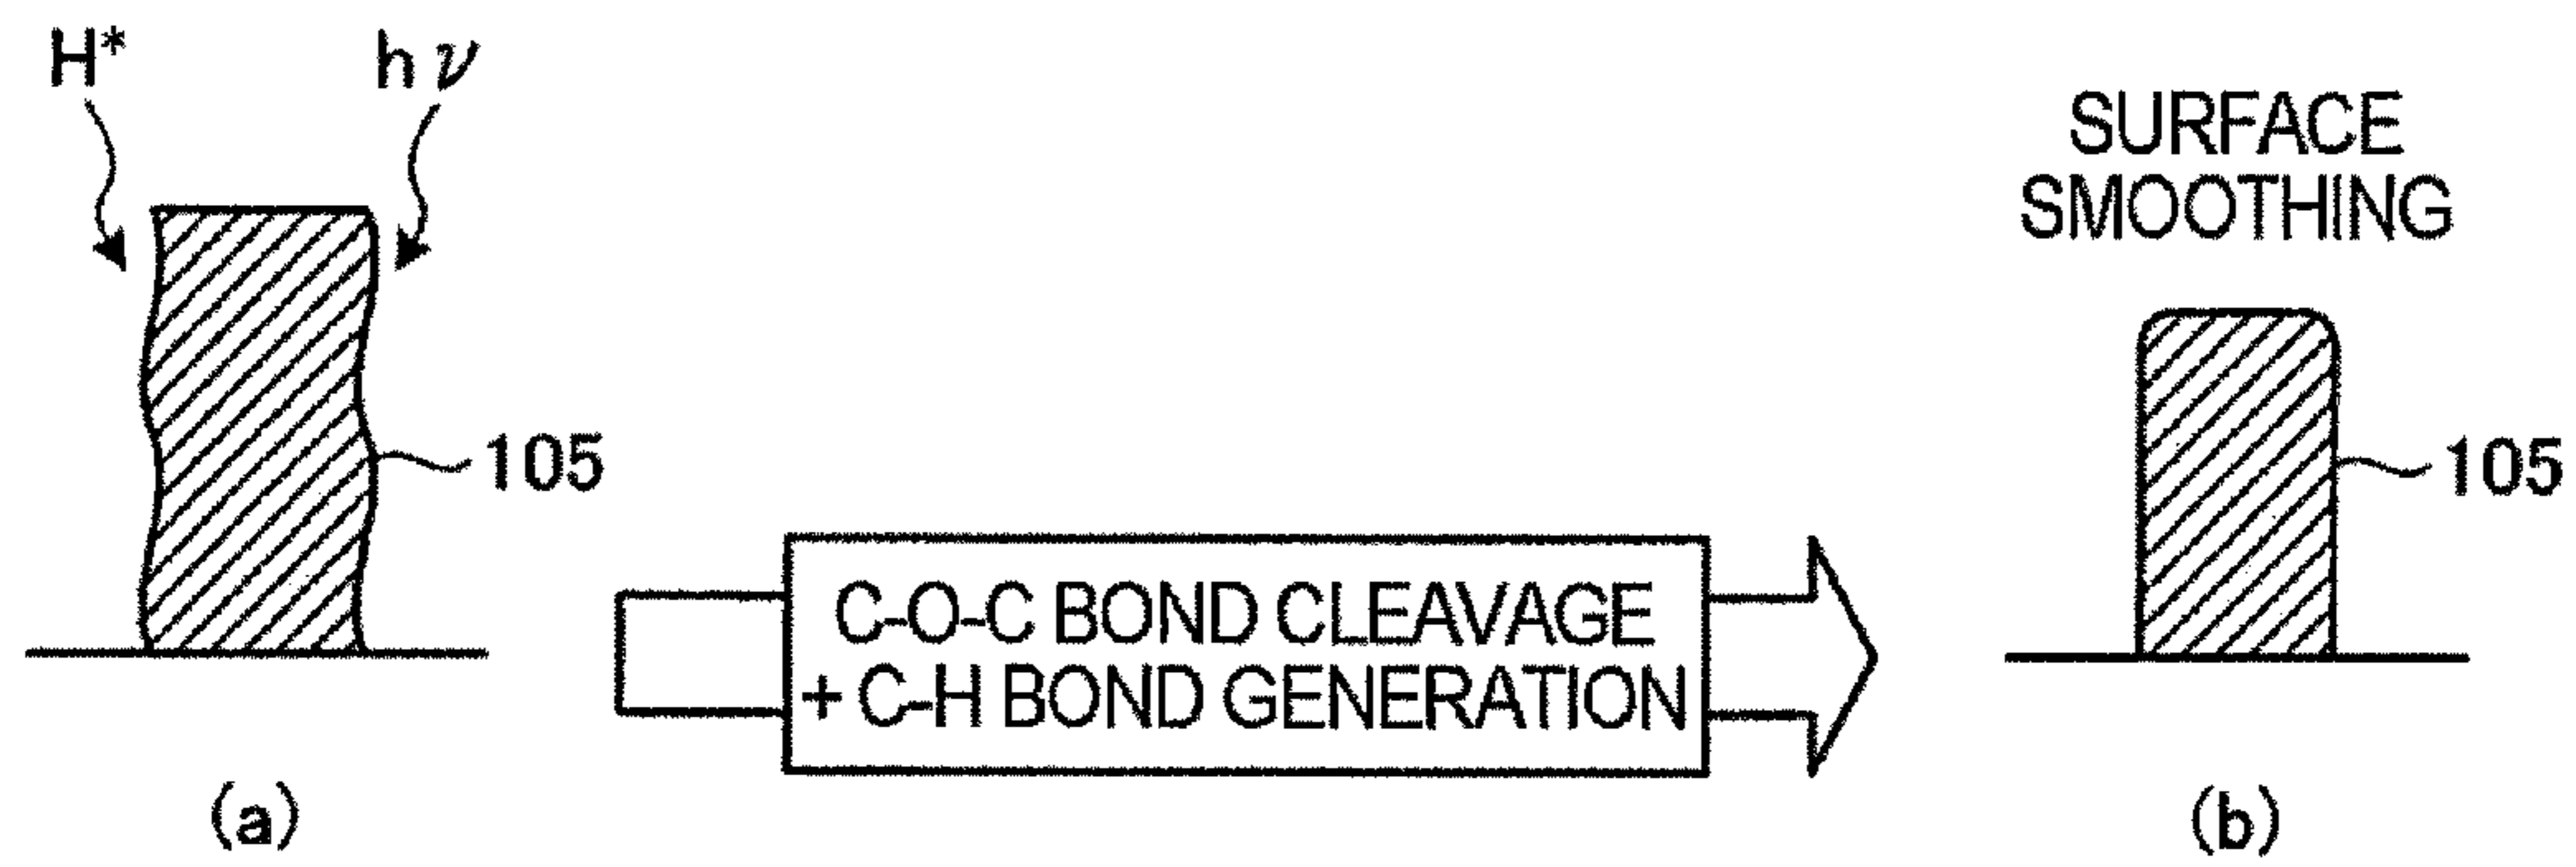 H* hν
SURFACE
SMOOTHING
105
105
C-O-C BOND CLEAVAGE
+ C-H BOND GENERATION
(a)
(b)